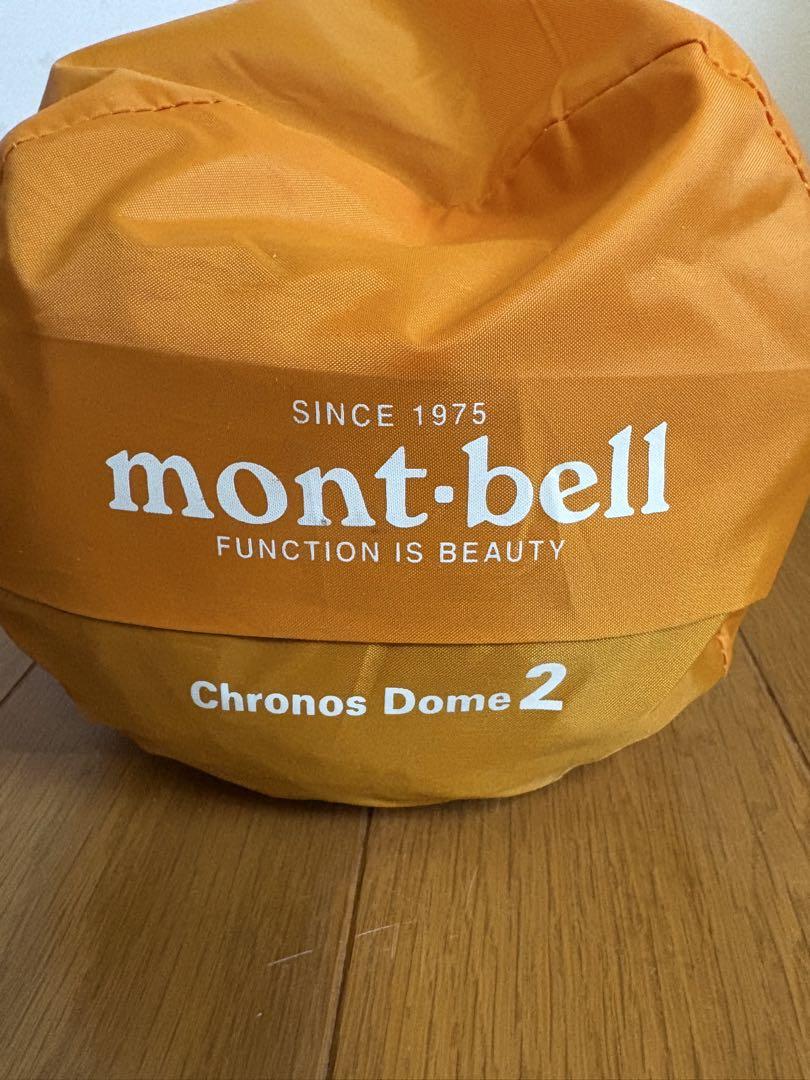 SINCE 1975
mont·bell
FUNCTION IS BEAUTY
Chronos Dome 2